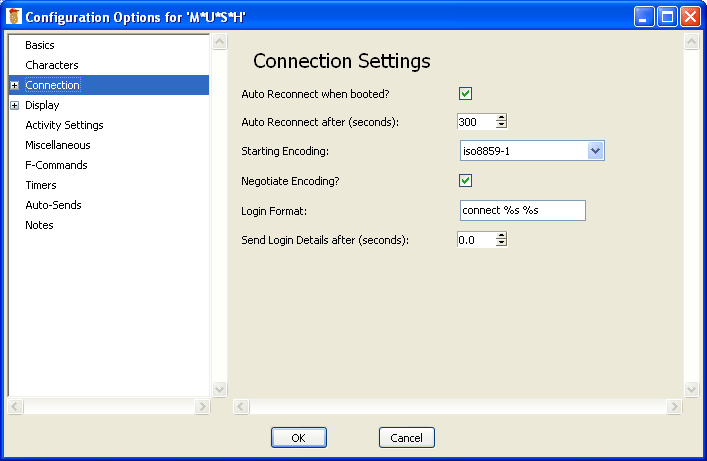 Configuration Options for 'M*U*S*H'
Basics
Characters
Connection
Display
Activity Settings
Miscellaneous
F-Commands
Timers
Auto-Sends
Notes
Connection Settings
Auto Reconnect when booted?
Auto Reconnect after (seconds): 300
Starting Encoding: iso8859-1
Negotiate Encoding?
Login Format: connect %s %s
Send Login Details after (seconds): 0.0
OK Cancel